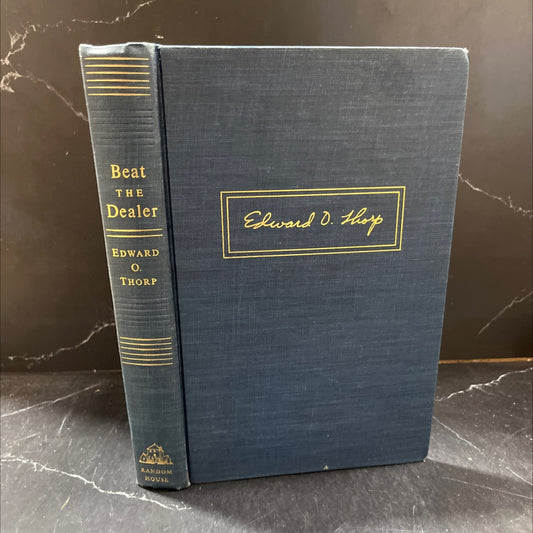 Beat
THE
Dealer
EDWARD
O.
THORP
RANDOM
HOUSE
Edward O. Thorp